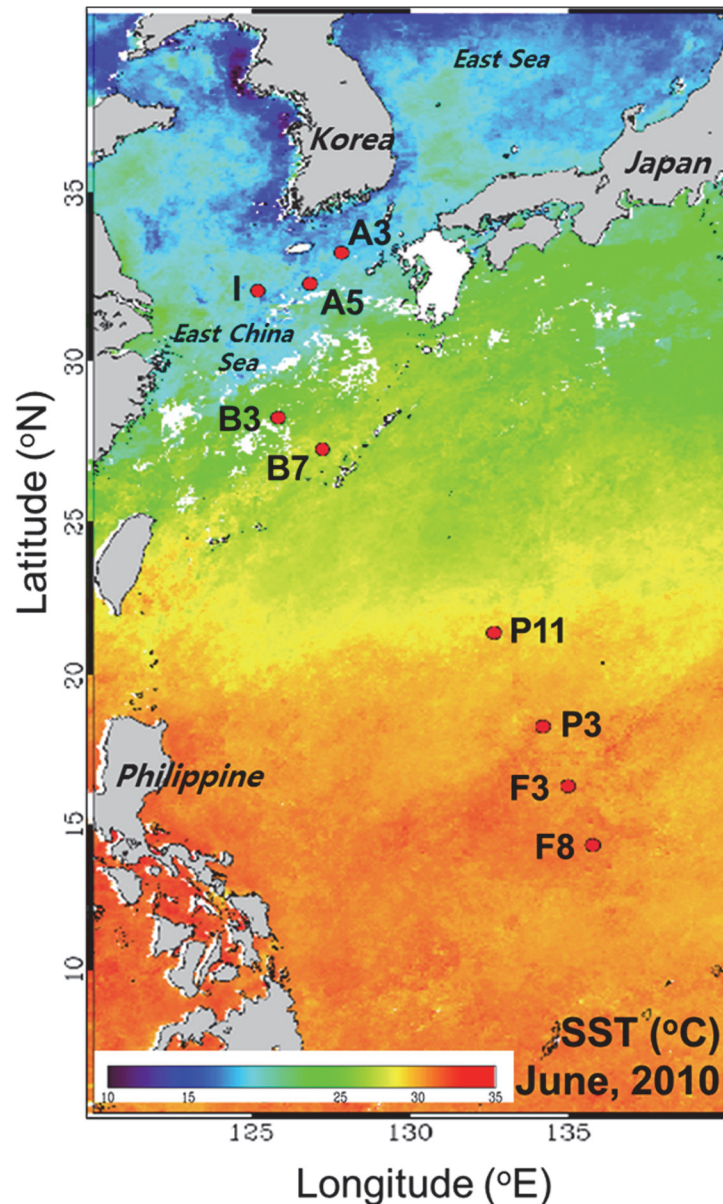 East Sea
Korea
Japan
35
A3
I
A5
East China
Sea
30
B3
B7
25
P11
20
P3
Philippine
F3
15
F8
10
SST (°C)
June, 2010
10 15 25 30 35
125 130 135
Latitude (°N)
Longitude (°E)